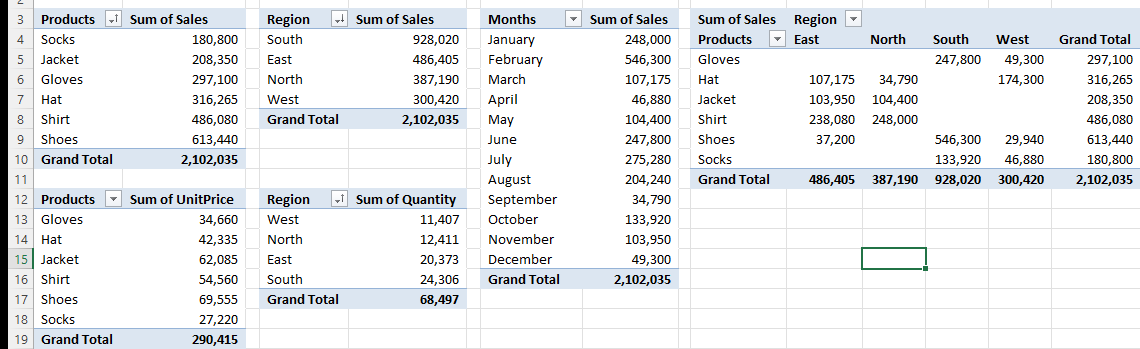 3 Products Sum of Sales Region Sum of Sales Months Sum of Sales Sum of Sales Region
4 Socks 180,800 South 928,020 January 248,000 Products East North South West Grand Total
5 Jacket 208,350 East 486,405 February 546,300 Gloves 247,800 49,300 297,100
6 Gloves 297,100 North 387,190 March 107,175 Hat 107,175 34,790 174,300 316,265
7 Hat 316,265 West 300,420 April 46,880 Jacket 103,950 104,400 208,350
8 Shirt 486,080 Grand Total 2,102,035 May 104,400 Shirt 238,080 248,000 486,080
9 Shoes 613,440 June 247,800 Shoes 37,200 546,300 29,940 613,440
10 Grand Total 2,102,035 July 275,280 Socks 133,920 46,880 180,800
11 August 204,240 Grand Total 486,405 387,190 928,020 300,420 2,102,035
12 Products Sum of UnitPrice Region Sum of Quantity September 34,790
13 Gloves 34,660 West 11,407 October 133,920
14 Hat 42,335 North 12,411 November 103,950
15 Jacket 62,085 East 20,373 December 49,300
16 Shirt 54,560 South 24,306 Grand Total 2,102,035
17 Shoes 69,555 Grand Total 68,497
18 Socks 27,220
19 Grand Total 290,415